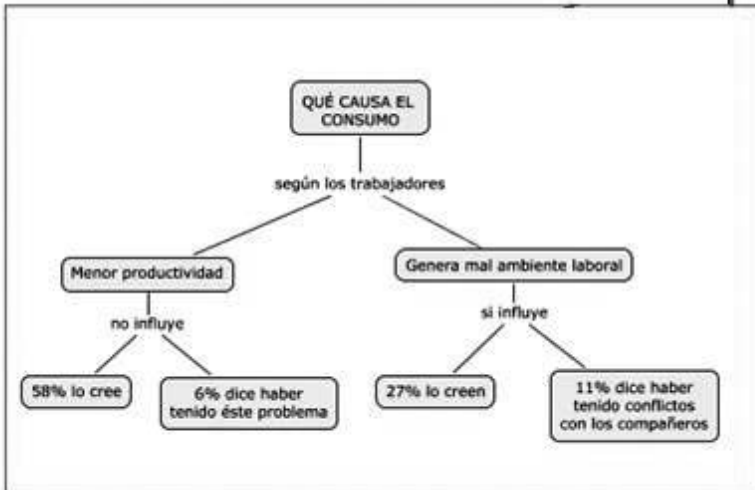 QUÉ CAUSA EL
CONSUMO
según los trabajadores
Menor productividad
Genera mal ambiente laboral
no influye
si influye
58% lo cree
6% dice haber
tenido éste problema
27% lo creen
11% dice haber
tenido conflictos
con los compañeros